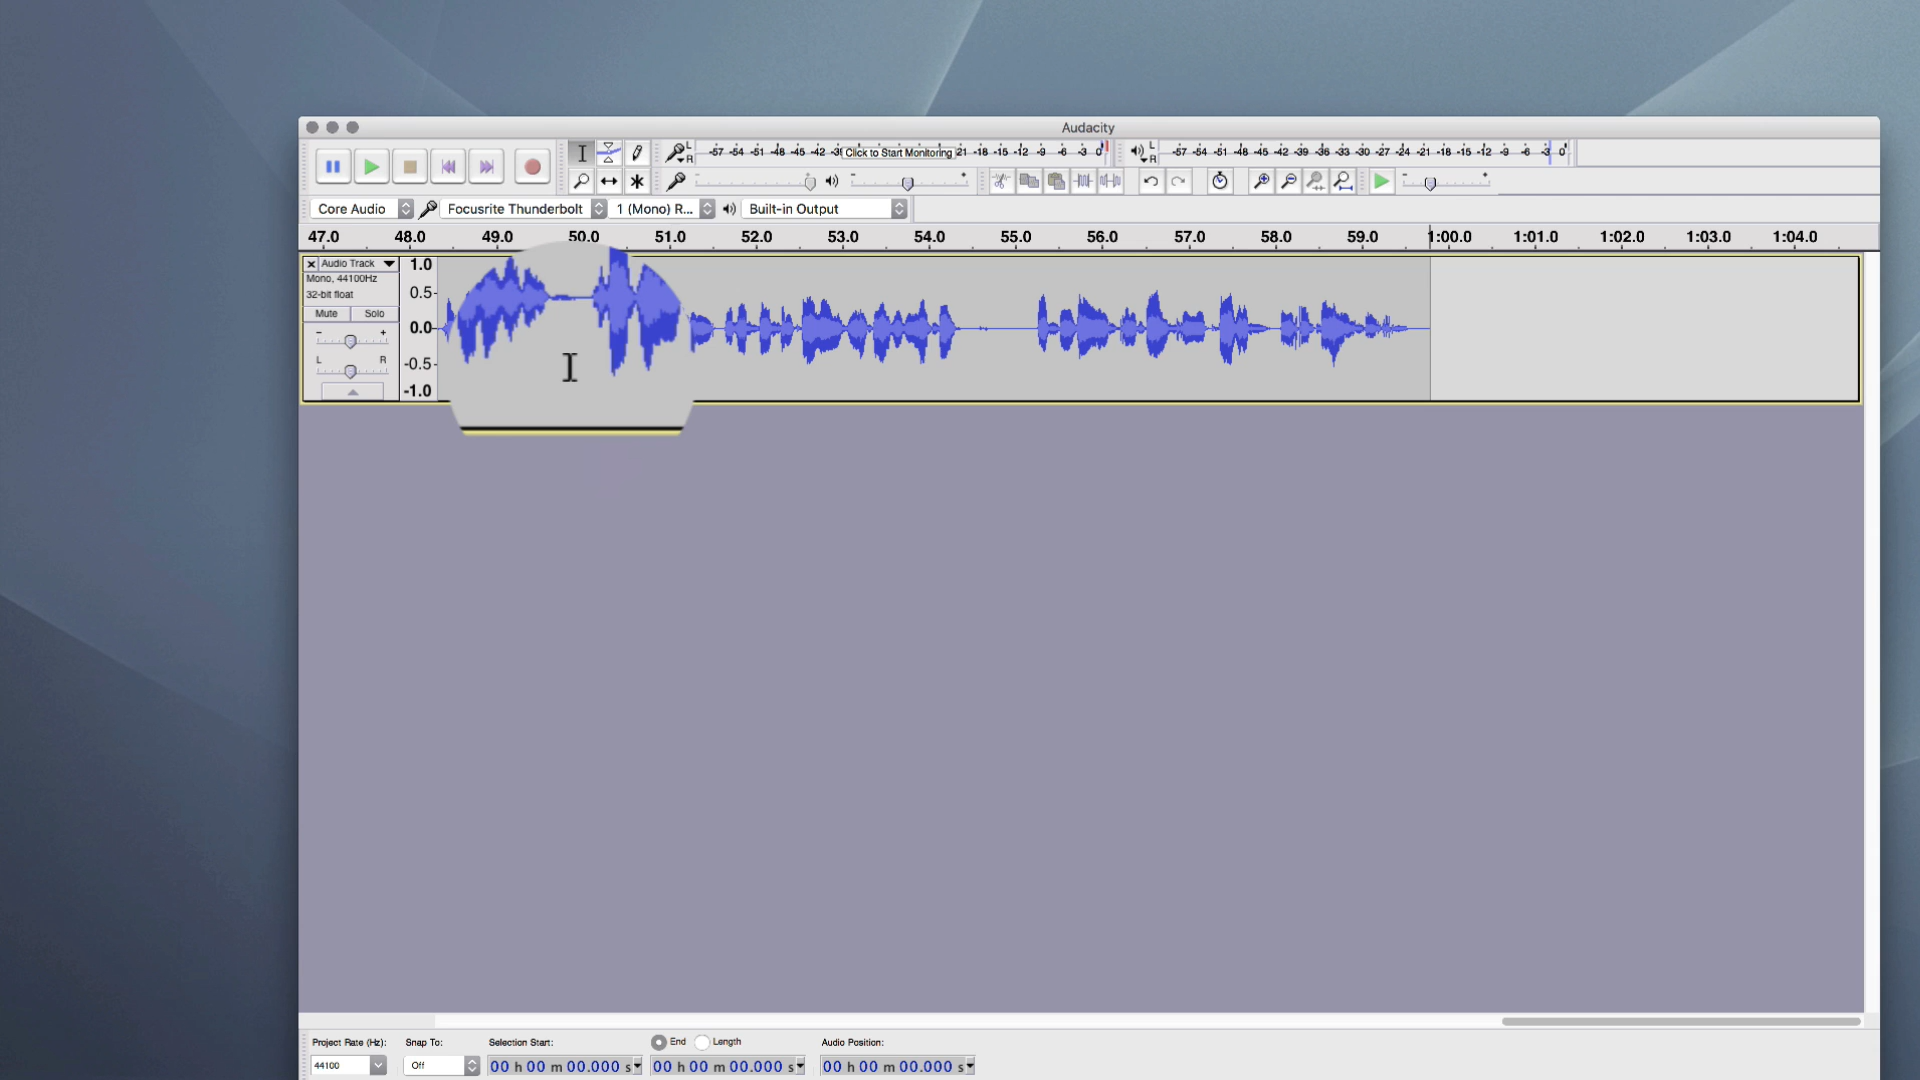 Audacity
L
R
-57 -54 -51 -48 -45 -42 -3 Click to Start Monitoring 21 -18 -15 -12 -9 -6 -3 0
L
R
-57 -54 -51 -48 -45 -42 -39 -36 -33 -30 -27 -24 -21 -18 -15 -12 -9 -6 -3 0
- +
- +
Core Audio
Focusrite Thunderbolt
1 (Mono) R...
Built-in Output
47.0 48.0 49.0 50.0 51.0 52.0 53.0 54.0 55.0 56.0 57.0 58.0 59.0 1:00.0 1:01.0 1:02.0 1:03.0 1:04.0
Audio Track
Mono, 44100Hz
32-bit float
Mute Solo
- +
L R
1.0
0.5
0.0
-0.5
-1.0
Project Rate (Hz): Snap To: Selection Start: End Length Audio Position:
44100 Off 00 h 00 m 00.000 s 00 h 00 m 00.000 s 00 h 00 m 00.000 s